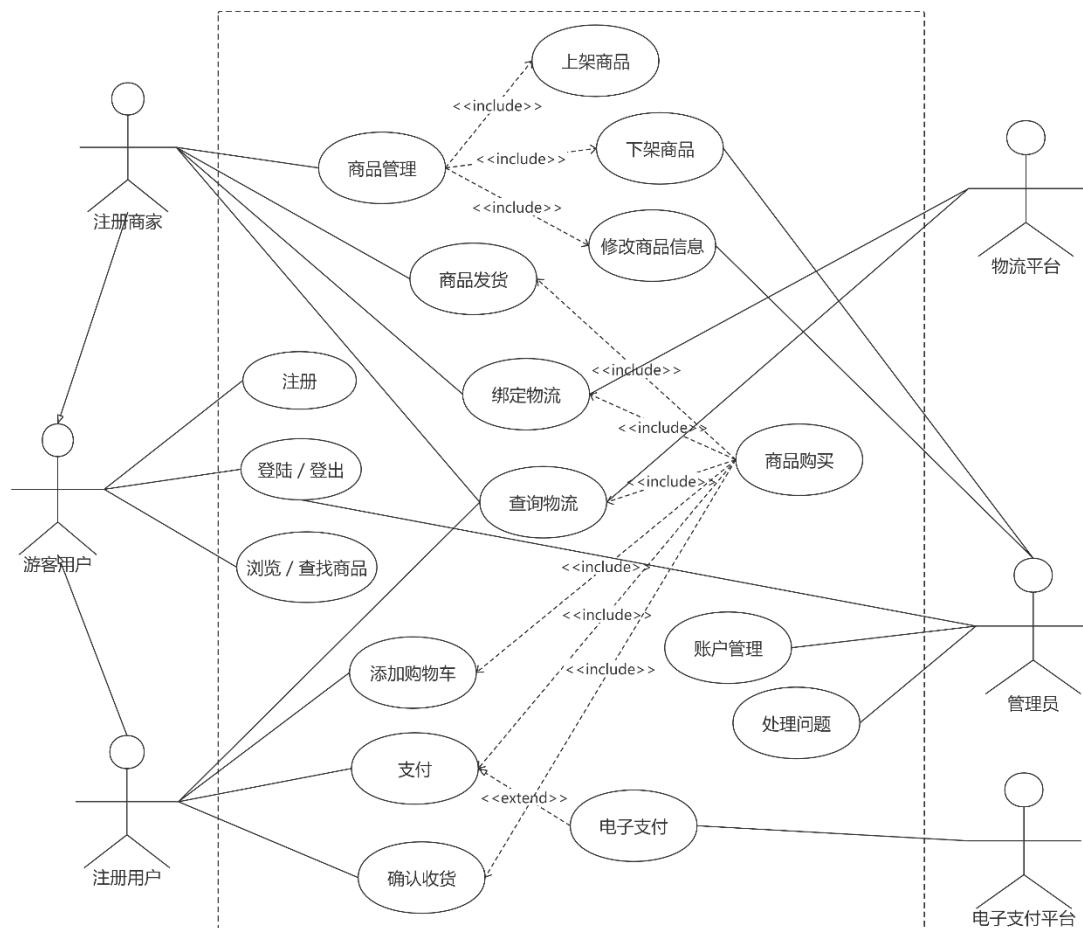 上架商品
<<include>>
商品管理
<<include>>
下架商品
<<include>>
注册商家
修改商品信息
物流平台
商品发货
<<include>>
注册
绑定物流
<<include>>
商品购买
登陆 / 登出
<<include>>
查询物流
游客用户
浏览 / 查找商品
<<include>>
<<include>>
账户管理
<<include>>
添加购物车
管理员
处理问题
支付
<<extend>>
电子支付
注册用户
确认收货
电子支付平台